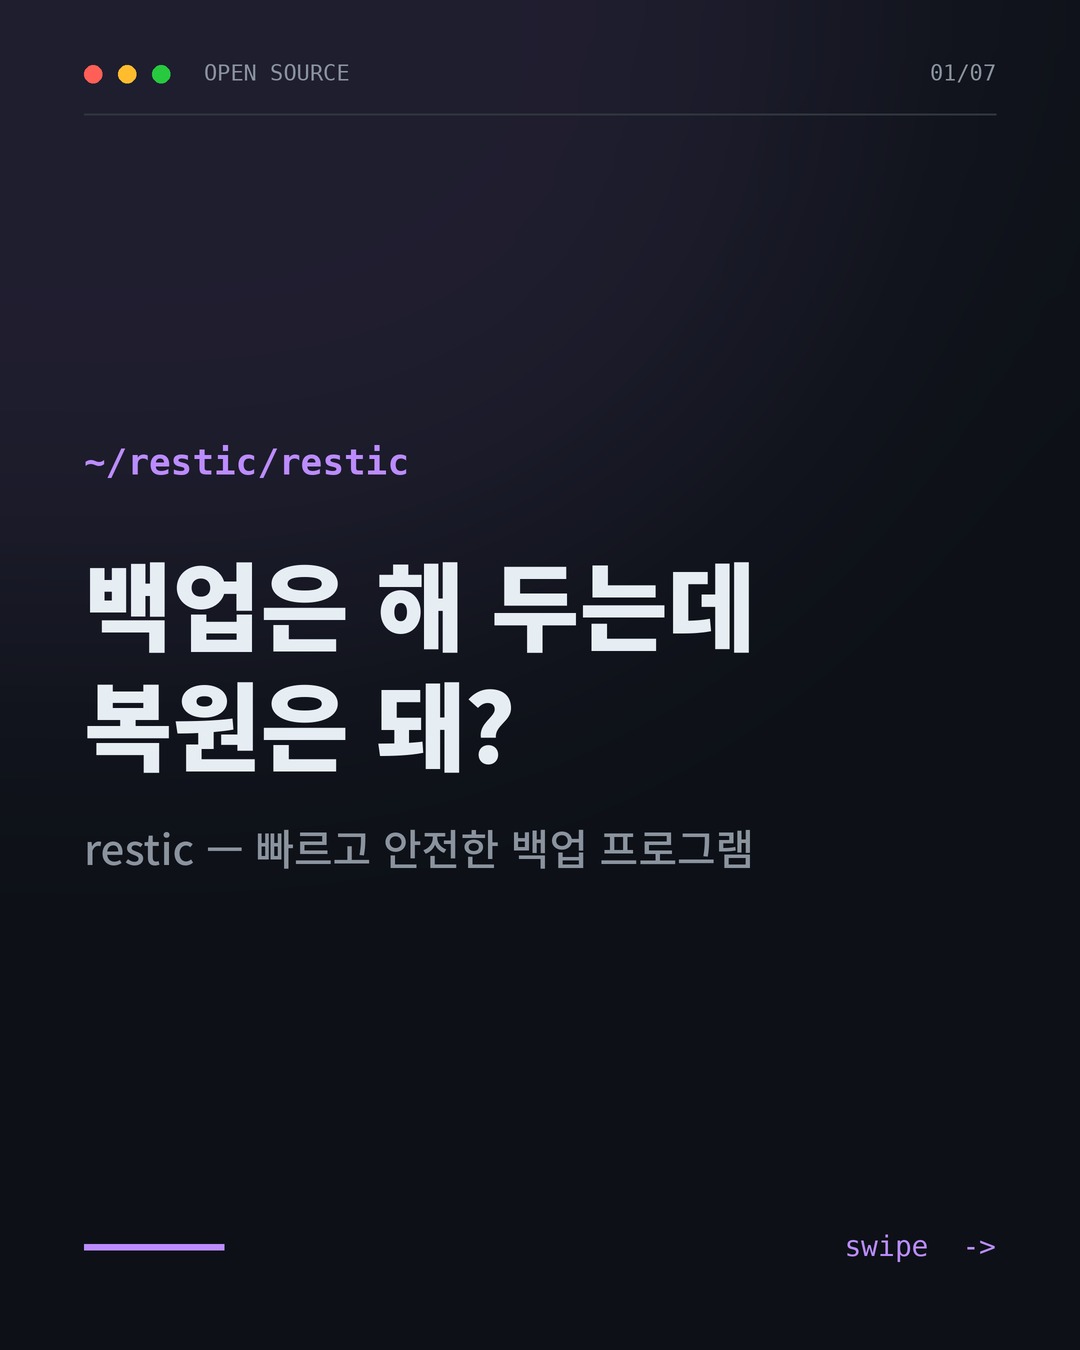 OPEN SOURCE
01/07
~/restic/restic
백업은 해 두는데
복원은 돼?
restic — 빠르고 안전한 백업 프로그램
swipe ->